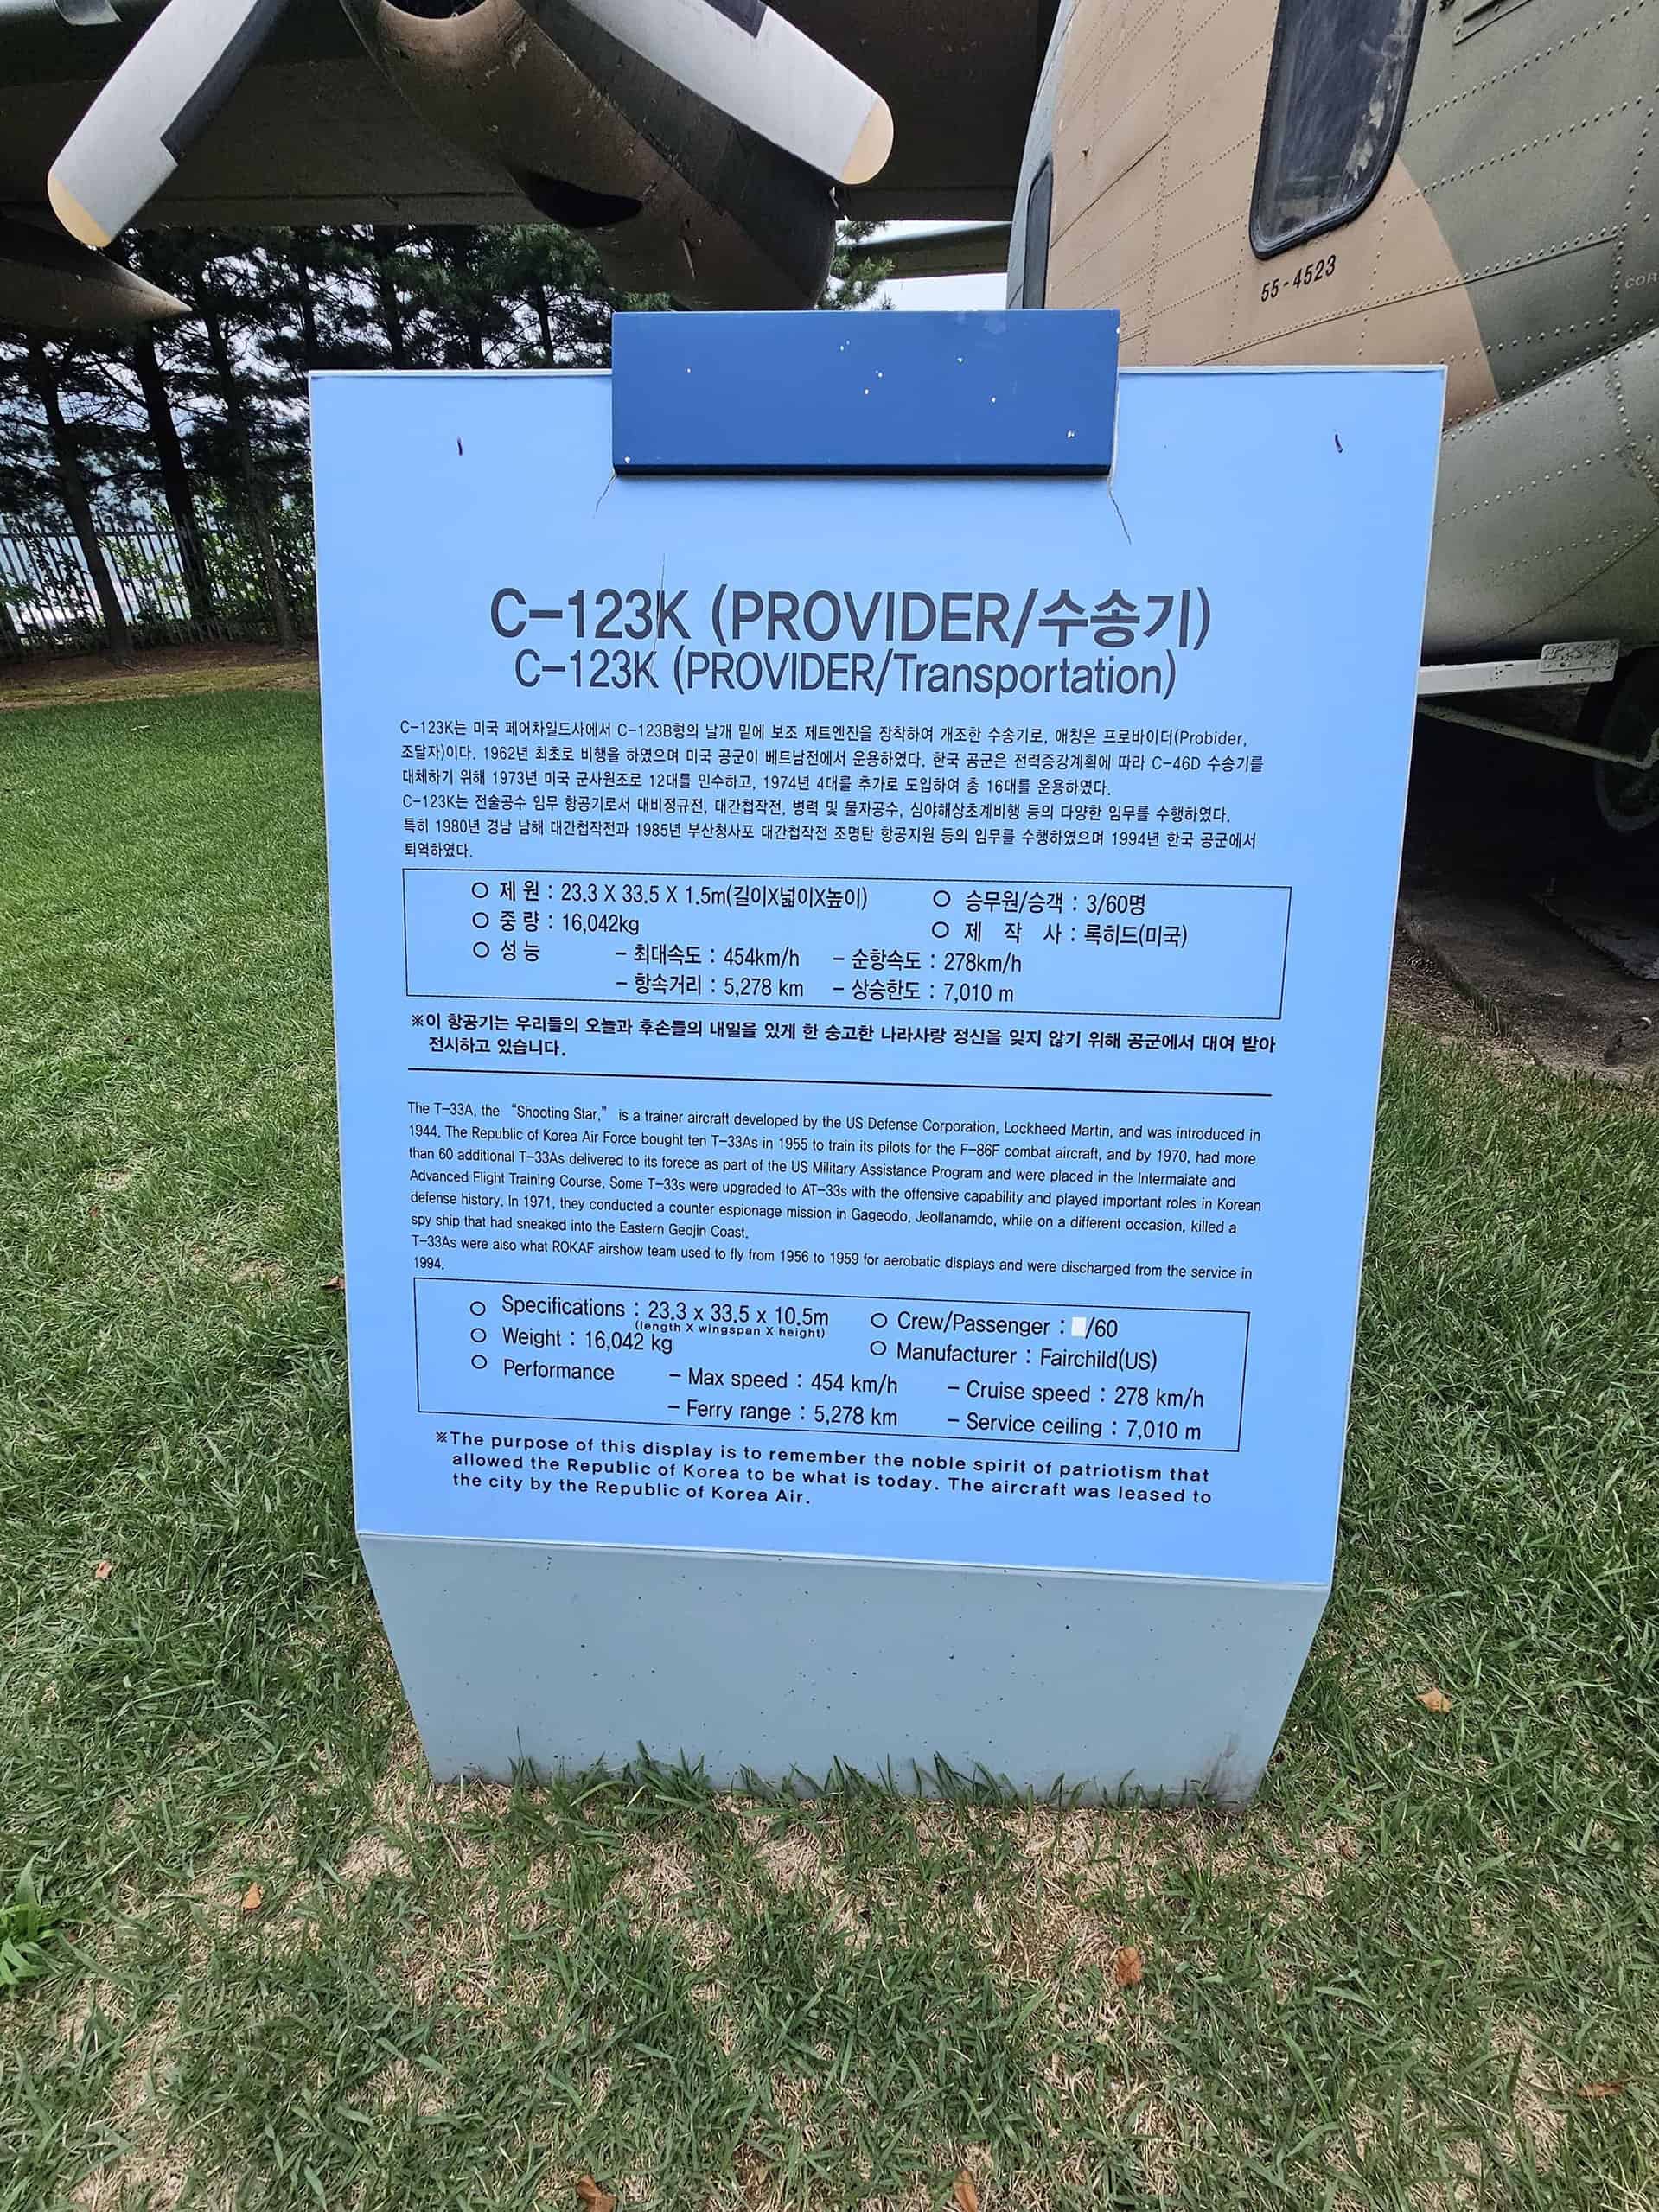 55-4523
COR
C-123K (PROVIDER/수송기)
C-123K (PROVIDER/Transportation)
C-123K는 미국 페어차일드사에서 C-123B형의 날개 밑에 보조 제트엔진을 장착하여 개조한 수송기로, 애칭은 프로바이더(Probider,
조달자)이다. 1962년 최초로 비행을 하였으며 미국 공군이 베트남전에서 운용하였다. 한국 공군은 전력증강계획에 따라 C-46D 수송기를
대체하기 위해 1973년 미국 군사원조로 12대를 인수하고, 1974년 4대를 추가로 도입하여 총 16대를 운용하였다.
C-123K는 전술공수 임무 항공기로서 대비정규전, 대간첩작전, 병력 및 물자공수, 심야해상초계비행 등의 다양한 임무를 수행하였다.
특히 1980년 경남 남해 대간첩작전과 1985년 부산청사포 대간첩작전 조명탄 항공지원 등의 임무를 수행하였으며 1994년 한국 공군에서
퇴역하였다.
○ 제 원 : 23.3 X 33.5 X 1.5m(길이X넓이X높이) ○ 승무원/승객 : 3/60명
○ 중 량 : 16,042kg ○ 제 작 사 : 록히드(미국)
○ 성 능 - 최대속도 : 454km/h - 순항속도 : 278km/h
- 항속거리 : 5,278 km - 상승한도 : 7,010 m
※이 항공기는 우리들의 오늘과 후손들의 내일을 있게 한 숭고한 나라사랑 정신을 잊지 않기 위해 공군에서 대여 받아
전시하고 있습니다.
The T-33A, the “Shooting Star,” is a trainer aircraft developed by the US Defense Corporation, Lockheed Martin, and was introduced in
1944. The Republic of Korea Air Force bought ten T-33As in 1955 to train its pilots for the F-86F combat aircraft, and by 1970, had more
than 60 additional T-33As delivered to its forece as part of the US Military Assistance Program and were placed in the Intermaiate and
Advanced Flight Training Course. Some T-33s were upgraded to AT-33s with the offensive capability and played important roles in Korean
defense history. In 1971, they conducted a counter espionage mission in Gageodo, Jeollanamdo, while on a different occasion, killed a
spy ship that had sneaked into the Eastern Geojin Coast.
T-33As were also what ROKAF airshow team used to fly from 1956 to 1959 for aerobatic displays and were discharged from the service in
1994.
○ Specifications : 23.3 x 33.5 x 10.5m ○ Crew/Passenger : /60
(length X wingspan X height)
○ Weight : 16,042 kg ○ Manufacturer : Fairchild(US)
○ Performance - Max speed : 454 km/h - Cruise speed : 278 km/h
- Ferry range : 5,278 km - Service ceiling : 7,010 m
※The purpose of this display is to remember the noble spirit of patriotism that
allowed the Republic of Korea to be what is today. The aircraft was leased to
the city by the Republic of Korea Air.